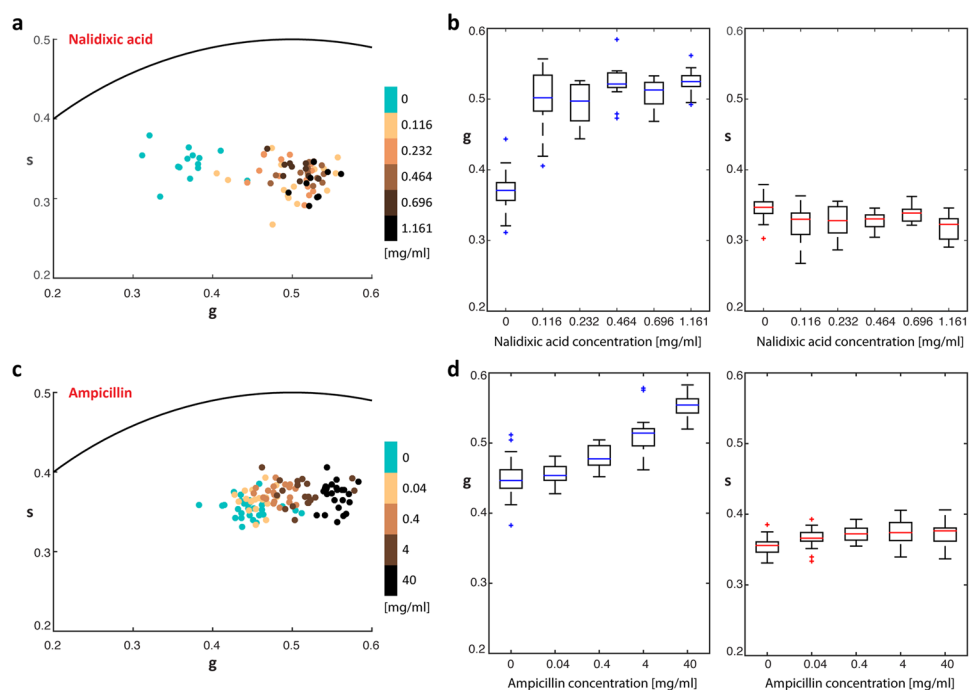 a
Nalidixic acid
0.5
0.4
s
0.3
0.2
0.2 0.3 0.4 0.5 0.6
g
0
0.116
0.232
0.464
0.696
1.161
[mg/ml]
b
0.6
0.5
g
0.4
0.3
0.2
0 0.116 0.232 0.464 0.696 1.161
Nalidixic acid concentration [mg/ml]
0.6
0.5
s
0.4
0.3
0.2
0 0.116 0.232 0.464 0.696 1.161
Nalidixic acid concentration [mg/ml]
c
Ampicillin
0.5
0.4
s
0.3
0.2
0.2 0.3 0.4 0.5 0.6
g
0
0.04
0.4
4
40
[mg/ml]
d
0.6
0.5
g
0.4
0.3
0.2
0 0.04 0.4 4 40
Ampicillin concentration [mg/ml]
0.6
0.5
s
0.4
0.3
0.2
0 0.04 0.4 4 40
Ampicillin concentration [mg/ml]